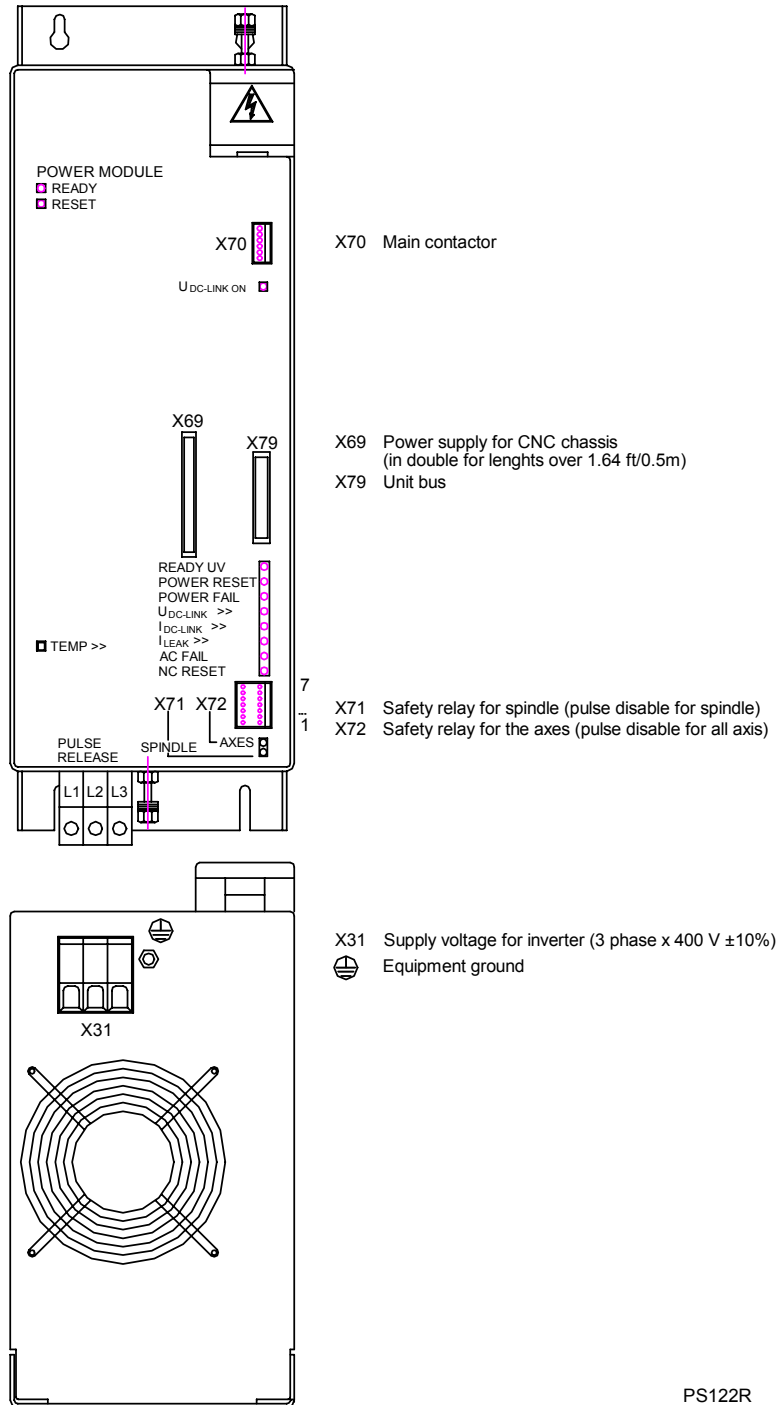 POWER MODULE
READY
RESET
X70
X70 Main contactor
U DC-LINK ON
X69
X79
X69 Power supply for CNC chassis
(in double for lenghts over 1.64 ft/0.5m)
X79 Unit bus
READY UV
POWER RESET
POWER FAIL
U DC-LINK >>
I DC-LINK >>
I LEAK >>
AC FAIL
NC RESET
TEMP >>
7
...
1
X71 X72
X71 Safety relay for spindle (pulse disable for spindle)
X72 Safety relay for the axes (pulse disable for all axis)
PULSE
RELEASE
SPINDLE
AXES
L1 L2 L3
X31 Supply voltage for inverter (3 phase x 400 V ±10%)
Equipment ground
X31
PS122R